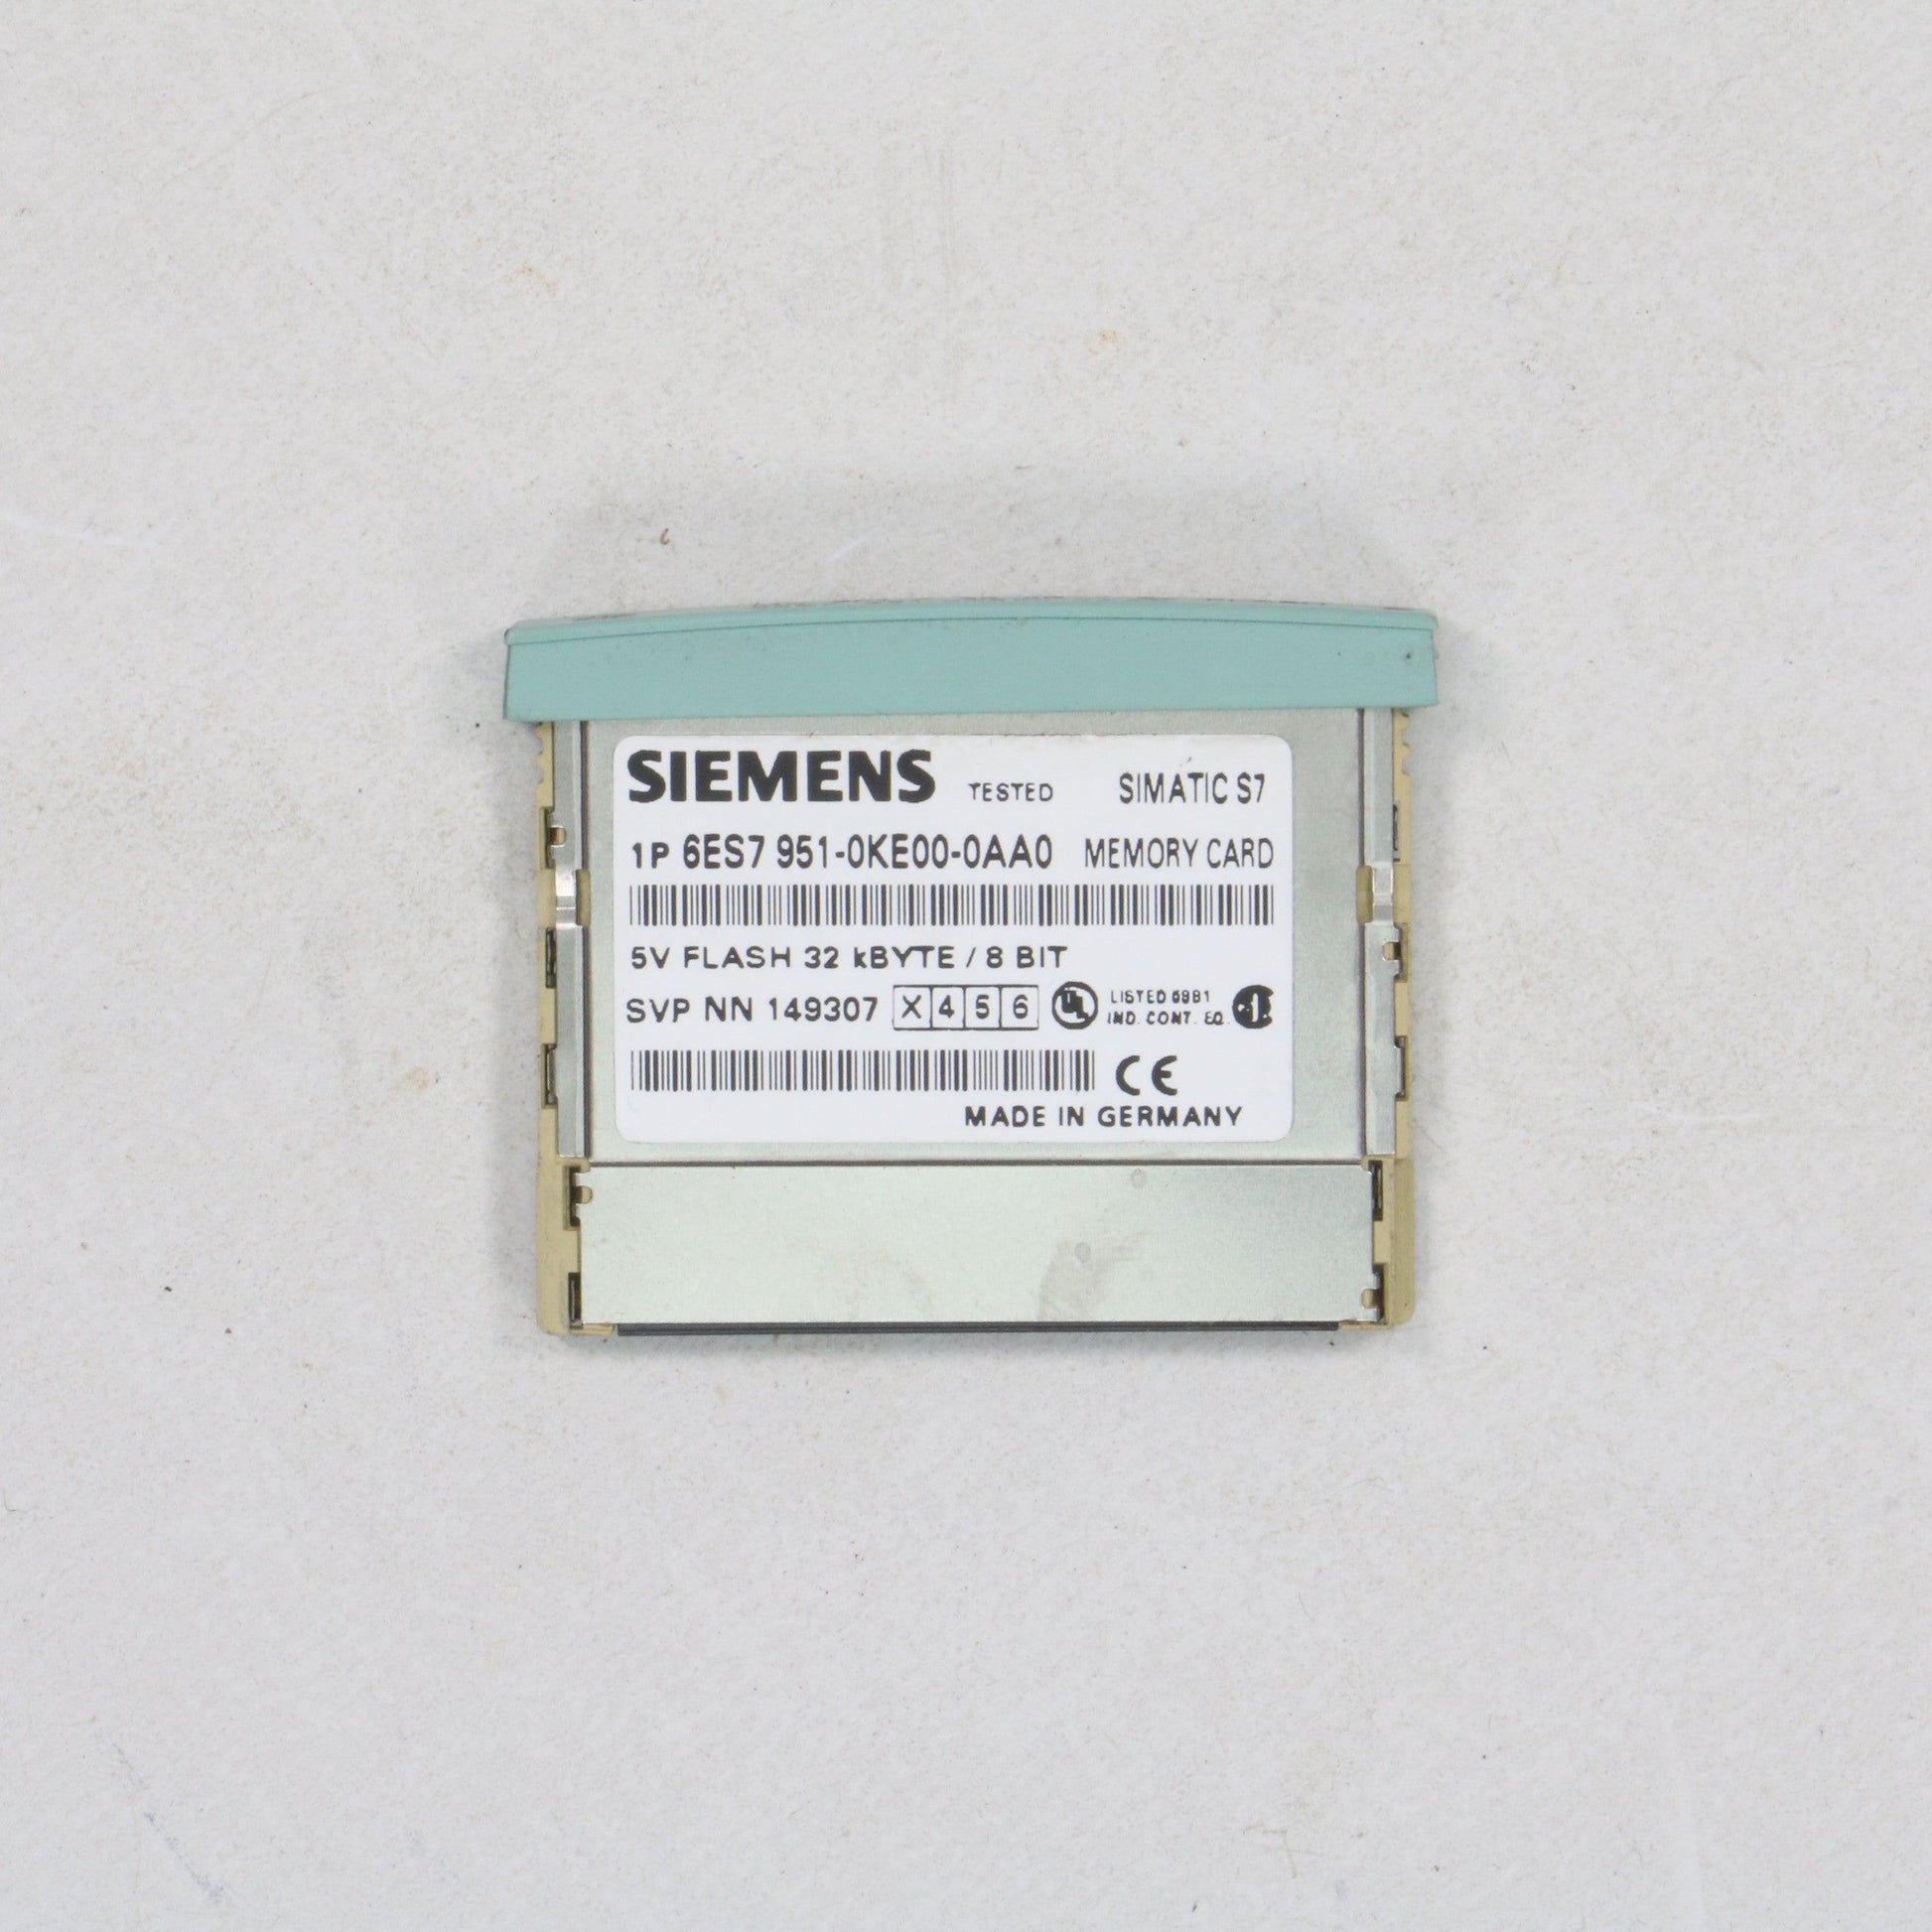 SIEMENS TESTED SIMATIC S7
1P 6ES7 951-0KE00-0AA0 MEMORY CARD
5V FLASH 32 kBYTE / 8 BIT
SVP NN 149307 X 4 5 6 UL LISTED 69B1
IND. CONT. EQ.
CE
MADE IN GERMANY